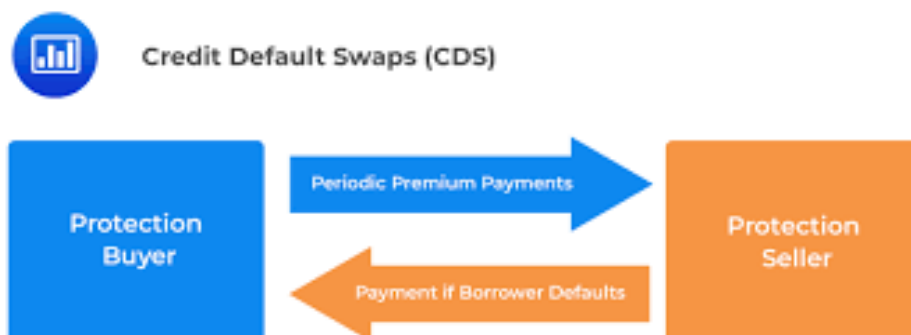 Credit Default Swaps (CDS)
Protection
Buyer
Periodic Premium Payments
Payment if Borrower Defaults
Protection
Seller